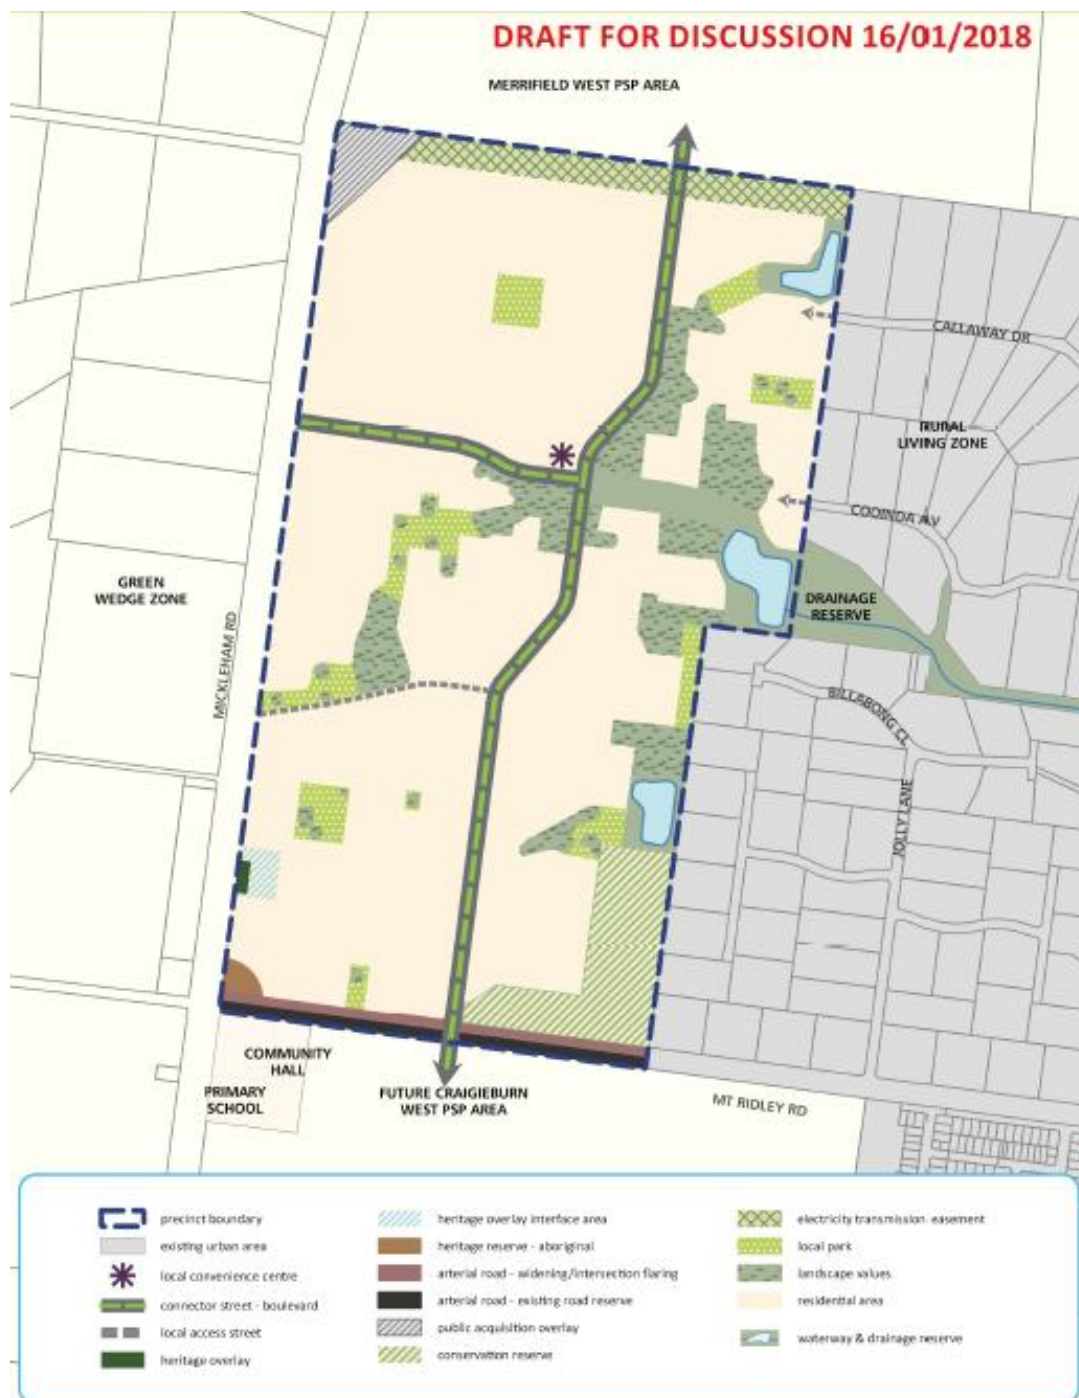 DRAFT FOR DISCUSSION 16/01/2018
MERRIFIELD WEST PSP AREA
CALLAWAY DR
RURAL
LIVING ZONE
COOINDA AV
GREEN
WEDGE ZONE
DRAINAGE
RESERVE
MICKLEHAM RD
BILLABONG CL
JOLLY LANE
COMMUNITY
HALL
PRIMARY
SCHOOL
FUTURE CRAIGIEBURN
WEST PSP AREA
MT RIDLEY RD
precinct boundary
existing urban area
local convenience centre
connector street - boulevard
local access street
heritage overlay
heritage overlay interface area
heritage reserve - aboriginal
arterial road - widening/intersection flaring
arterial road - existing road reserve
public acquisition overlay
conservation reserve
electricity transmission easement
local park
landscape values
residential area
waterway & drainage reserve